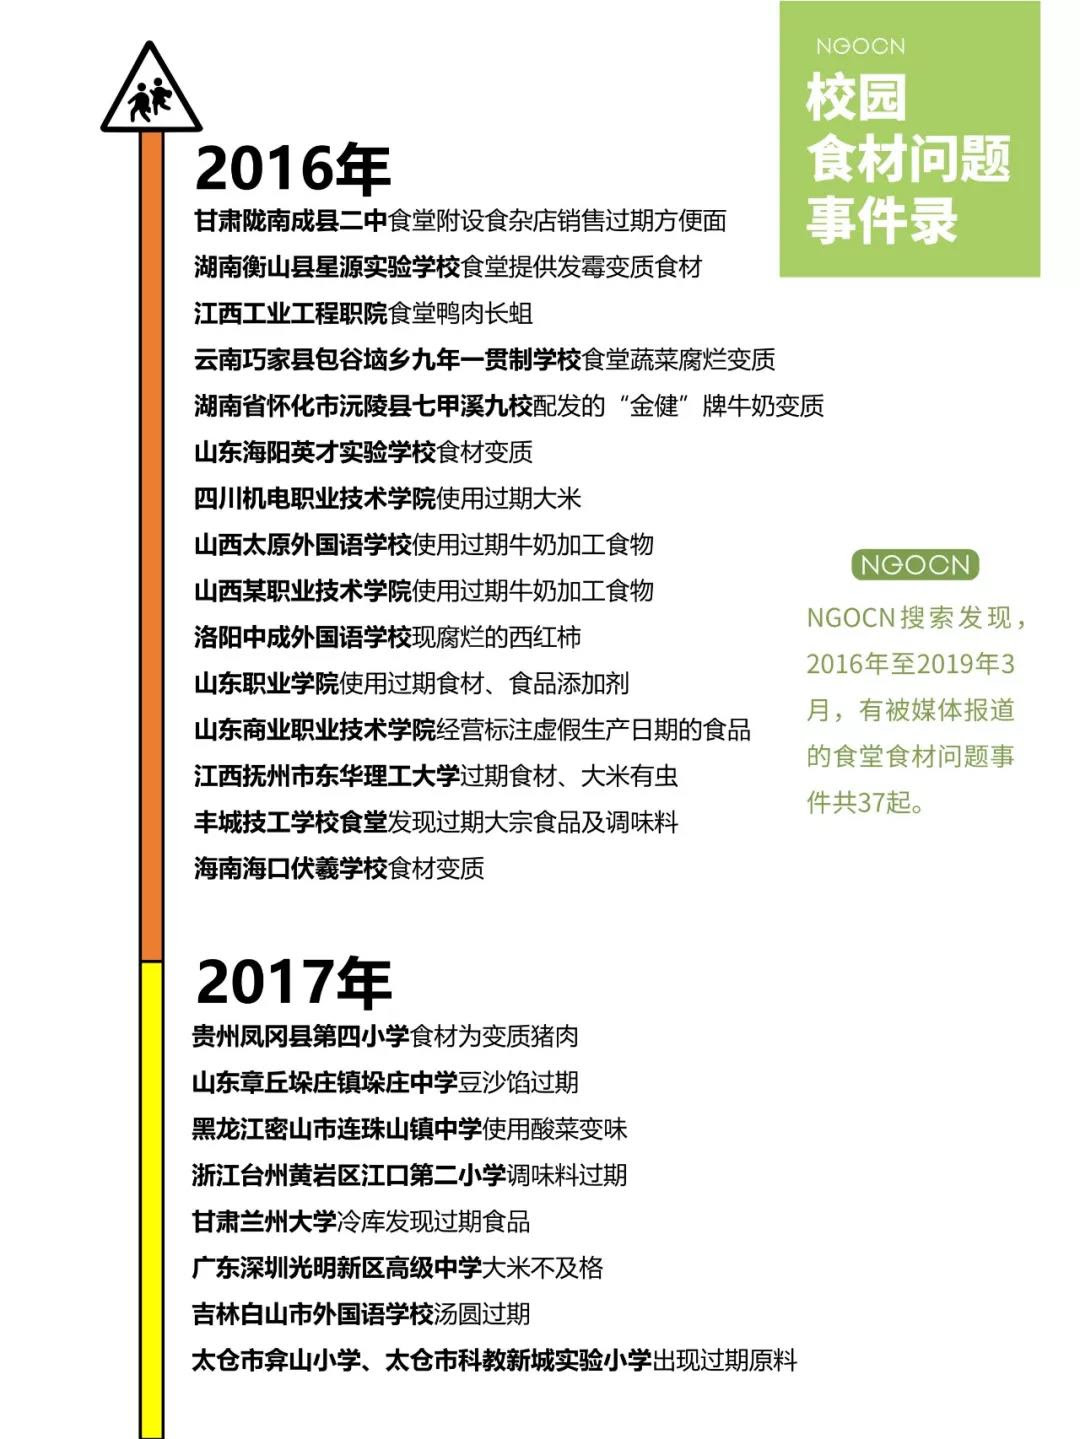 NGOCN
校园
食材问题
事件录
2016年
甘肃陇南成县二中食堂附设食杂店销售过期方便面
湖南衡山县星源实验学校食堂提供发霉变质食材
江西工业工程职院食堂鸭肉长蛆
云南巧家县包谷垴乡九年一贯制学校食堂蔬菜腐烂变质
湖南省怀化市沅陵县七甲溪九校配发的“金健”牌牛奶变质
山东海阳英才实验学校食材变质
四川机电职业技术学院使用过期大米
山西太原外国语学校使用过期牛奶加工食物
山西某职业技术学院使用过期牛奶加工食物
洛阳中成外国语学校现腐烂的西红柿
山东职业学院使用过期食材、食品添加剂
山东商业职业技术学院经营标注虚假生产日期的食品
江西抚州市东华理工大学过期食材、大米有虫
丰城技工学校食堂发现过期大宗食品及调味料
海南海口伏羲学校食材变质
NGOCN
NGOCN搜索发现，
2016年至2019年3
月，有被媒体报道
的食堂食材问题事
件共37起。
2017年
贵州凤冈县第四小学食材为变质猪肉
山东章丘垛庄镇垛庄中学豆沙馅过期
黑龙江密山市连珠山镇中学使用酸菜变味
浙江台州黄岩区江口第二小学调味料过期
甘肃兰州大学冷库发现过期食品
广东深圳光明新区高级中学大米不及格
吉林白山市外国语学校汤圆过期
太仓市弇山小学、太仓市科教新城实验小学出现过期原料